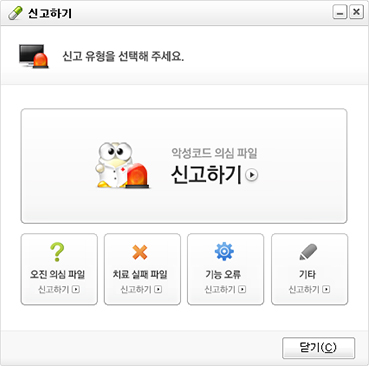 신고하기
신고 유형을 선택해 주세요.
악성코드 의심 파일
신고하기
오진 의심 파일
신고하기
치료 실패 파일
신고하기
기능 오류
신고하기
기타
신고하기
닫기(C)